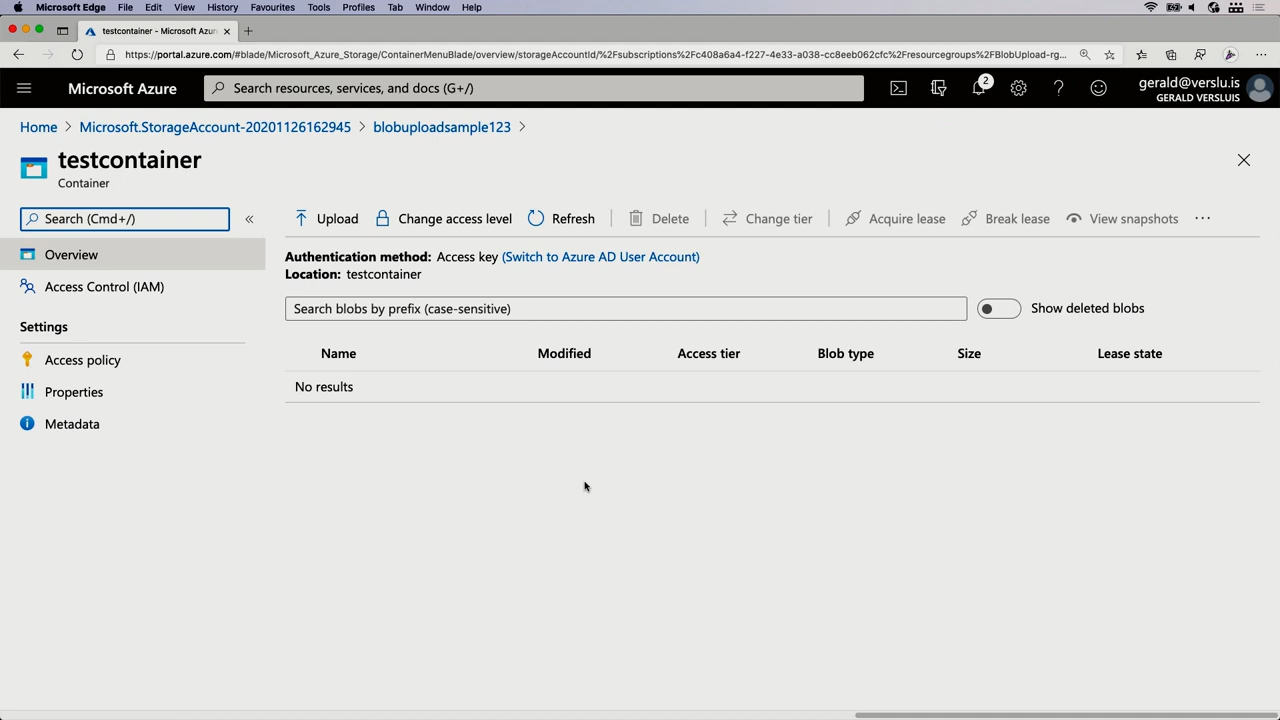 Microsoft Edge File Edit View History Favourites Tools Profiles Tab Window Help
testcontainer - Microsoft Azur
https://portal.azure.com/#blade/Microsoft_Azure_Storage/ContainerMenuBlade/overview/storageAccountId/%2Fsubscriptions%2Fc408a6a4-f227-4e33-a038-cc8eeb062cfc%2Fresourcegroups%2FBlobUpload-rg...
Microsoft Azure
Search resources, services, and docs (G+/)
2
gerald@verslu.is
GERALD VERSLUIS
Home > Microsoft.StorageAccount-20201126162945 > blobuploadsample123 >
testcontainer
Container
Search (Cmd+/)
«
Upload Change access level Refresh Delete Change tier Acquire lease Break lease View snapshots ...
Overview
Access Control (IAM)
Settings
Access policy
Properties
Metadata
Authentication method: Access key (Switch to Azure AD User Account)
Location: testcontainer
Search blobs by prefix (case-sensitive)
Show deleted blobs
Name Modified Access tier Blob type Size Lease state
No results